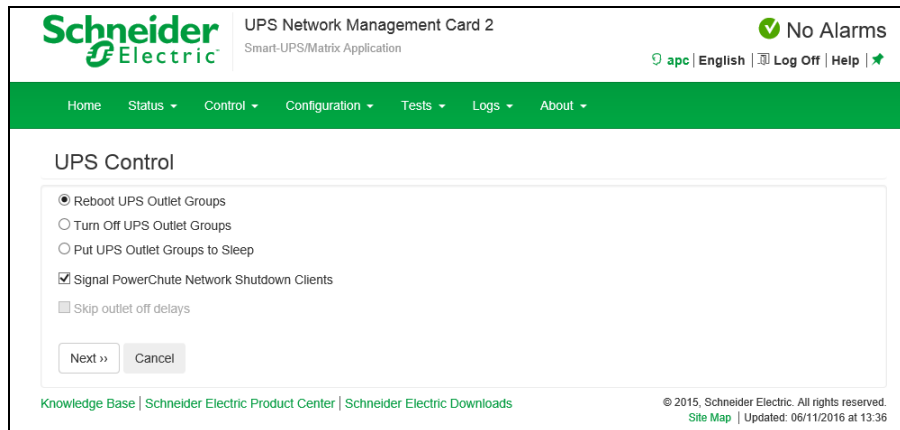 Schneider
Electric
UPS Network Management Card 2
Smart-UPS/Matrix Application
No Alarms
apc | English | Log Off | Help |
Home Status Control Configuration Tests Logs About
UPS Control
Reboot UPS Outlet Groups
Turn Off UPS Outlet Groups
Put UPS Outlet Groups to Sleep
Signal PowerChute Network Shutdown Clients
Skip outlet off delays
Next ›› Cancel
Knowledge Base | Schneider Electric Product Center | Schneider Electric Downloads
© 2015, Schneider Electric. All rights reserved.
Site Map | Updated: 06/11/2016 at 13:36